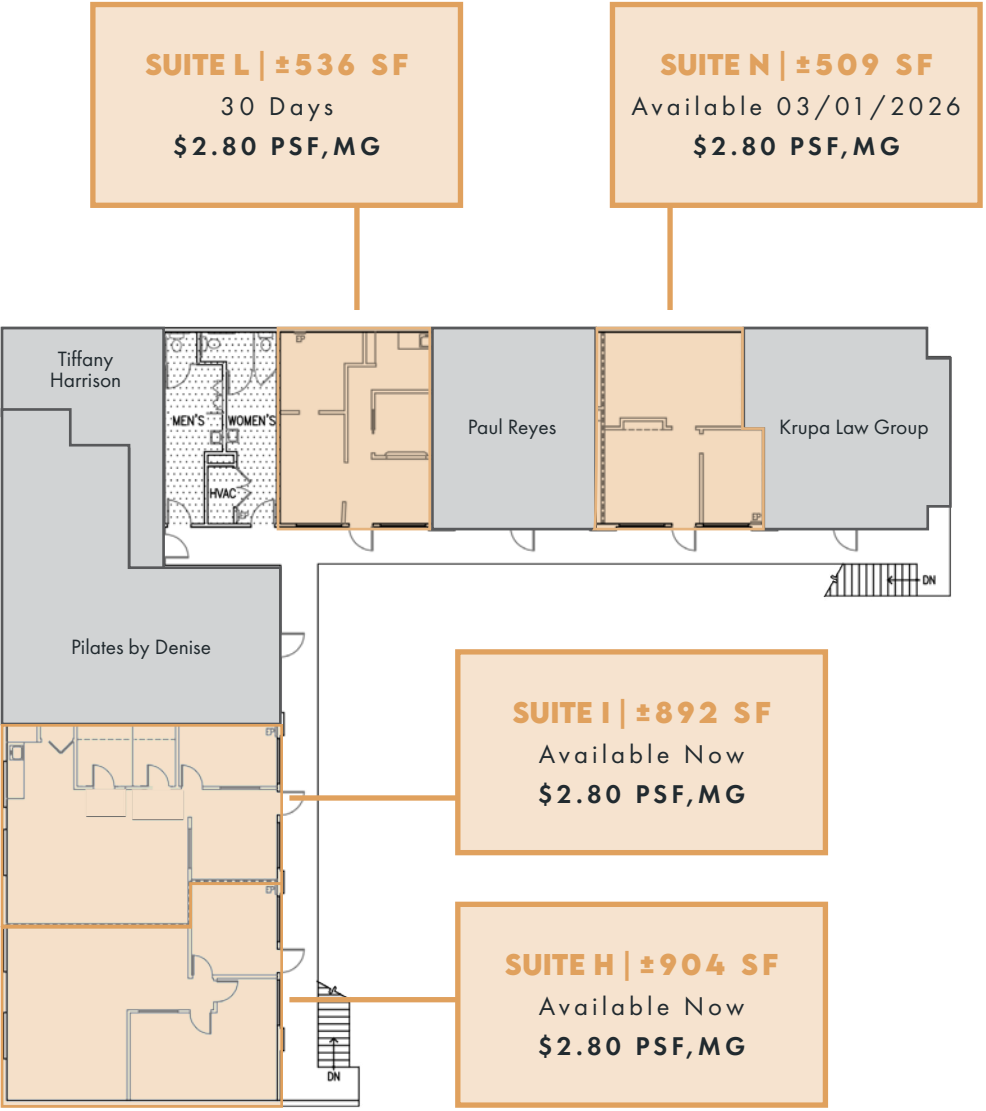 SUITE L | ±536 SF
30 Days
$2.80 PSF,MG
SUITE N | ±509 SF
Available 03/01/2026
$2.80 PSF,MG
Tiffany
Harrison
MEN'S
WOMEN'S
HVAC
Paul Reyes
Krupa Law Group
DN
Pilates by Denise
SUITE I | ±892 SF
Available Now
$2.80 PSF,MG
SUITE H | ±904 SF
Available Now
$2.80 PSF,MG
DN